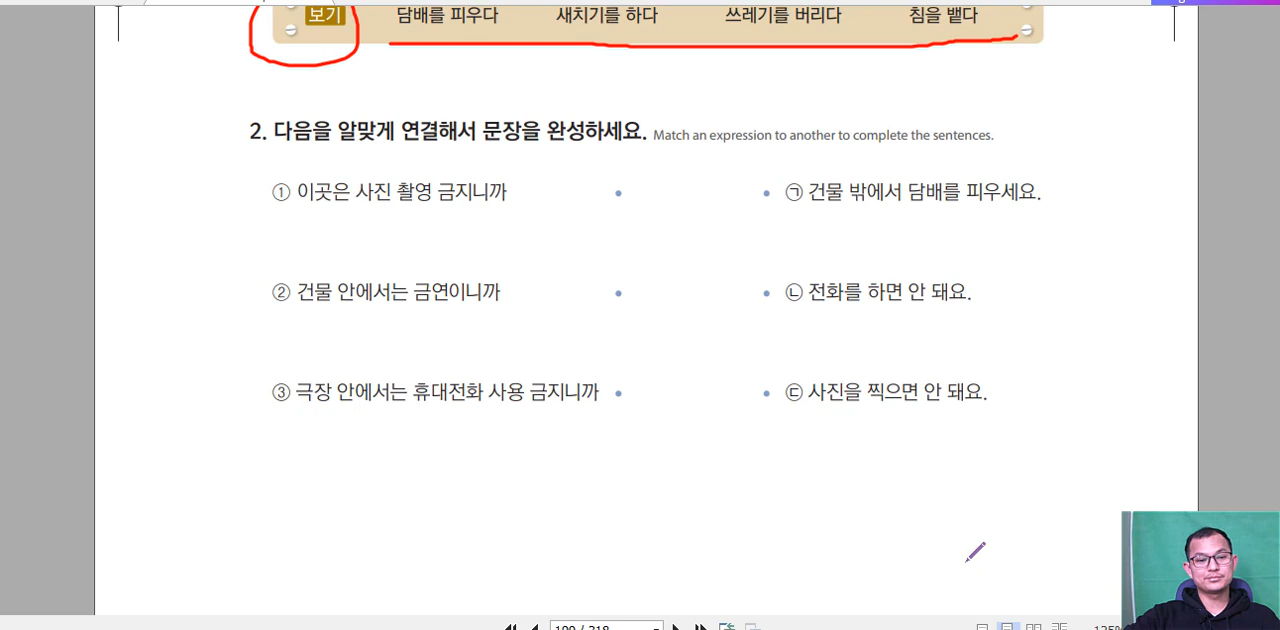 보기 담배를 피우다 새치기를 하다 쓰레기를 버리다 침을 뱉다
2. 다음을 알맞게 연결해서 문장을 완성하세요. Match an expression to another to complete the sentences.
① 이곳은 사진 촬영 금지니까 • • ㉠ 건물 밖에서 담배를 피우세요.
② 건물 안에서는 금연이니까 • • ㉡ 전화를 하면 안 돼요.
③ 극장 안에서는 휴대전화 사용 금지니까 • • ㉢ 사진을 찍으면 안 돼요.